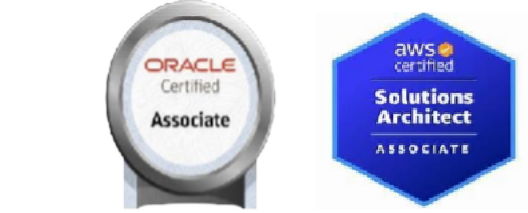 ORACLE
Certified
Associate
aws
certified
Solutions
Architect
ASSOCIATE